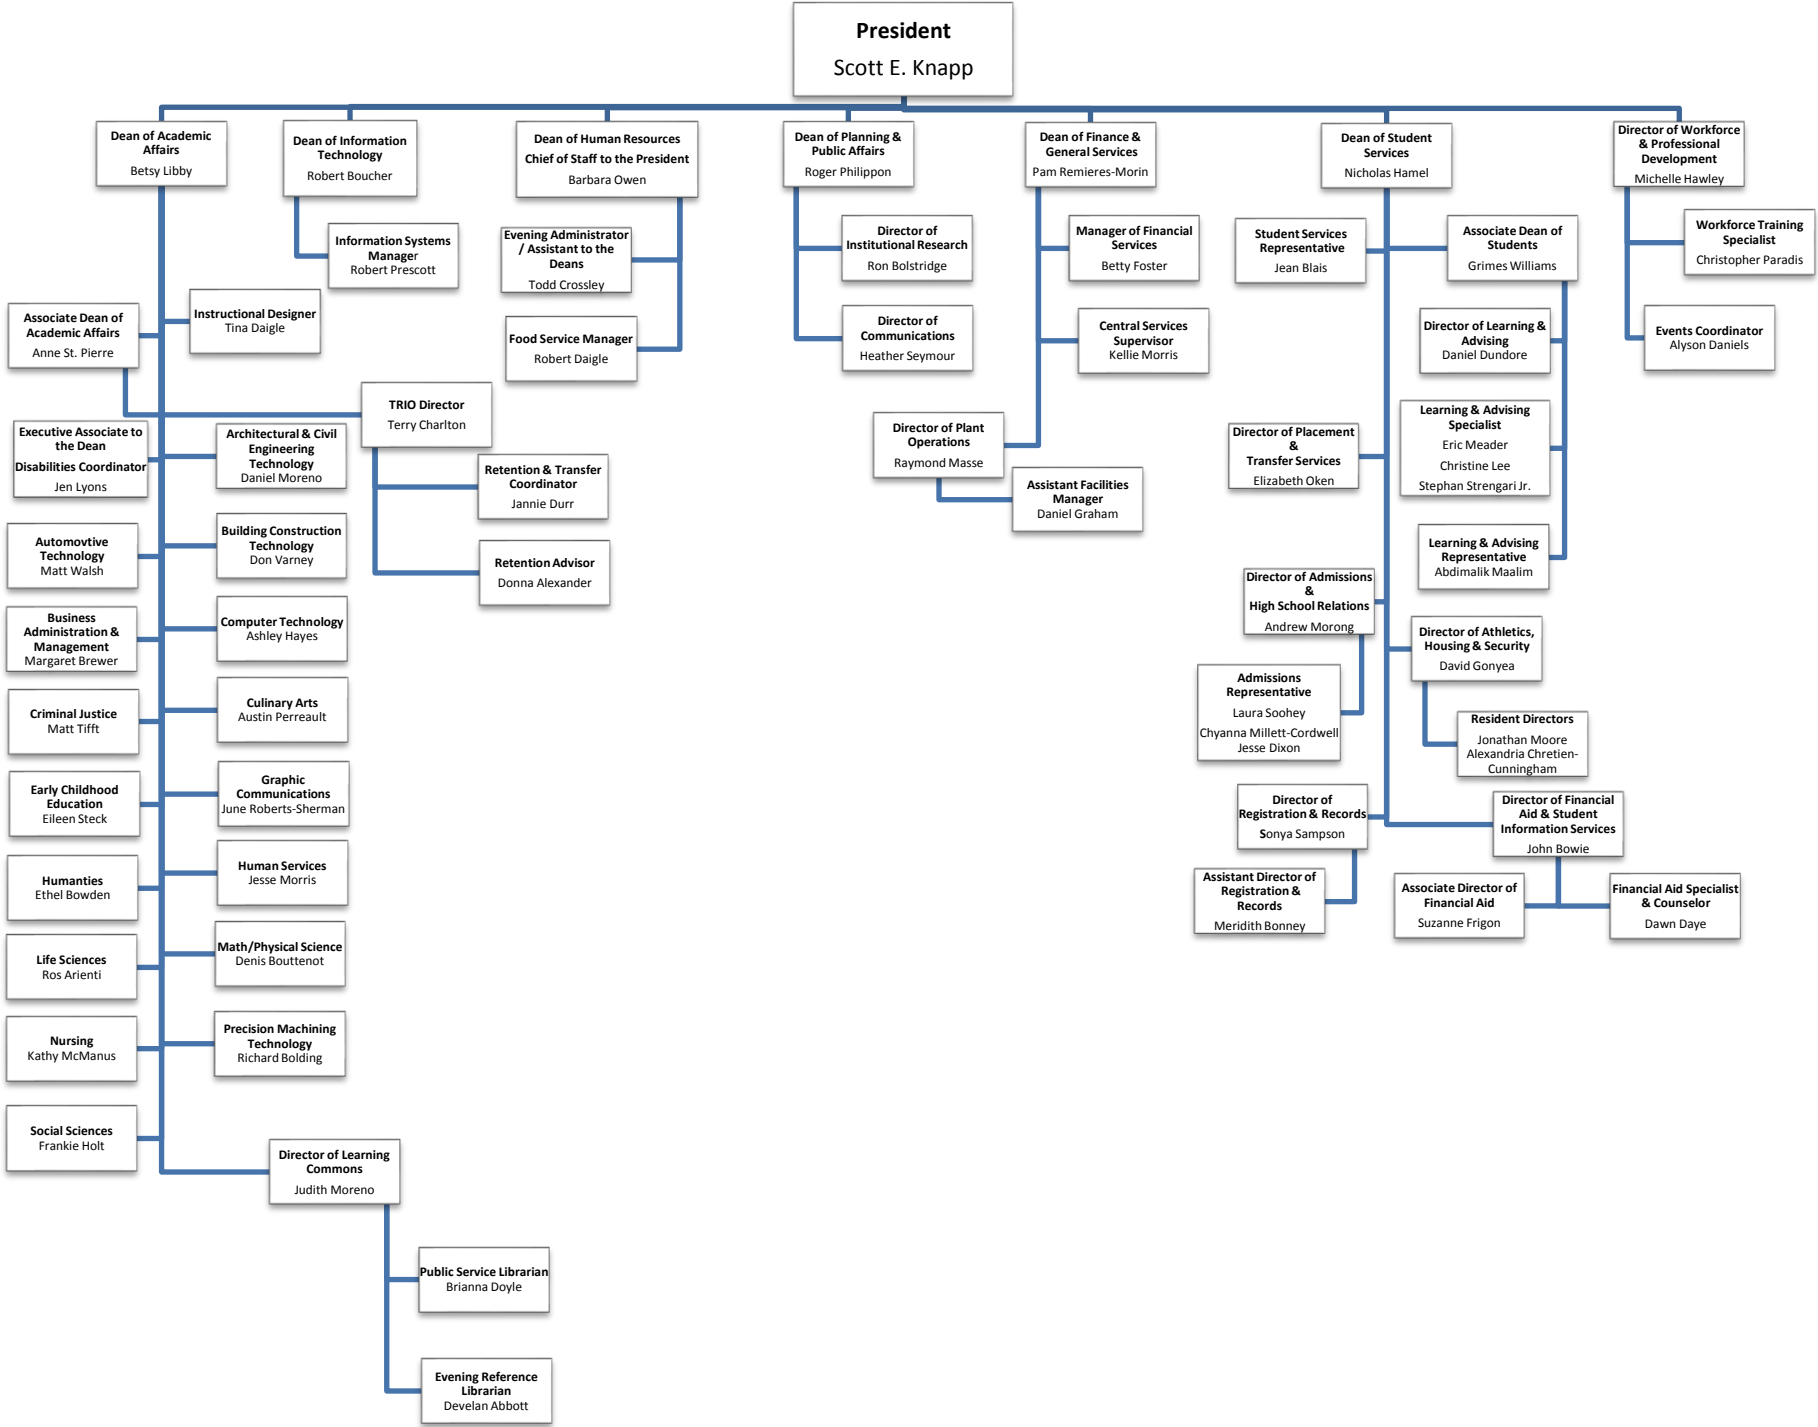 President
Scott E. Knapp
Dean of Academic
Affairs
Betsy Libby
Dean of Information
Technology
Robert Boucher
Dean of Human Resources
Chief of Staff to the President
Barbara Owen
Dean of Planning &
Public Affairs
Roger Philippon
Dean of Finance &
General Services
Pam Remieres-Morin
Dean of Student
Services
Nicholas Hamel
Director of Workforce
& Professional
Development
Michelle Hawley
Information Systems
Manager
Robert Prescott
Evening Administrator
/ Assistant to the
Deans
Todd Crossley
Food Service Manager
Robert Daigle
Director of
Institutional Research
Ron Bolstridge
Director of
Communications
Heather Seymour
Manager of Financial
Services
Betty Foster
Central Services
Supervisor
Kellie Morris
Director of Plant
Operations
Raymond Masse
Assistant Facilities
Manager
Daniel Graham
Student Services
Representative
Jean Blais
Associate Dean of
Students
Grimes Williams
Director of Learning &
Advising
Daniel Dundore
Learning & Advising
Specialist
Eric Meader
Christine Lee
Stephan Strengari Jr.
Learning & Advising
Representative
Abdimalik Maalim
Director of Placement
&
Transfer Services
Elizabeth Oken
Director of Admissions
&
High School Relations
Andrew Morong
Admissions
Representative
Laura Soohey
Chyanna Millett-Cordwell
Jesse Dixon
Director of Athletics,
Housing & Security
David Gonyea
Resident Directors
Jonathan Moore
Alexandria Chretien-
Cunningham
Director of
Registration & Records
Sonya Sampson
Assistant Director of
Registration &
Records
Meridith Bonney
Director of Financial
Aid & Student
Information Services
John Bowie
Associate Director of
Financial Aid
Suzanne Frigon
Financial Aid Specialist
& Counselor
Dawn Daye
Workforce Training
Specialist
Christopher Paradis
Events Coordinator
Alyson Daniels
Instructional Designer
Tina Daigle
Associate Dean of
Academic Affairs
Anne St. Pierre
TRIO Director
Terry Charlton
Retention & Transfer
Coordinator
Jannie Durr
Retention Advisor
Donna Alexander
Executive Associate to
the Dean
Disabilities Coordinator
Jen Lyons
Architectural & Civil
Engineering
Technology
Daniel Moreno
Automovtive
Technology
Matt Walsh
Building Construction
Technology
Don Varney
Business
Administration &
Management
Margaret Brewer
Computer Technology
Ashley Hayes
Criminal Justice
Matt Tifft
Culinary Arts
Austin Perreault
Early Childhood
Education
Eileen Steck
Graphic
Communications
June Roberts-Sherman
Humanties
Ethel Bowden
Human Services
Jesse Morris
Life Sciences
Ros Arienti
Math/Physical Science
Denis Bouttenot
Nursing
Kathy McManus
Precision Machining
Technology
Richard Bolding
Social Sciences
Frankie Holt
Director of Learning
Commons
Judith Moreno
Public Service Librarian
Brianna Doyle
Evening Reference
Librarian
Develan Abbott